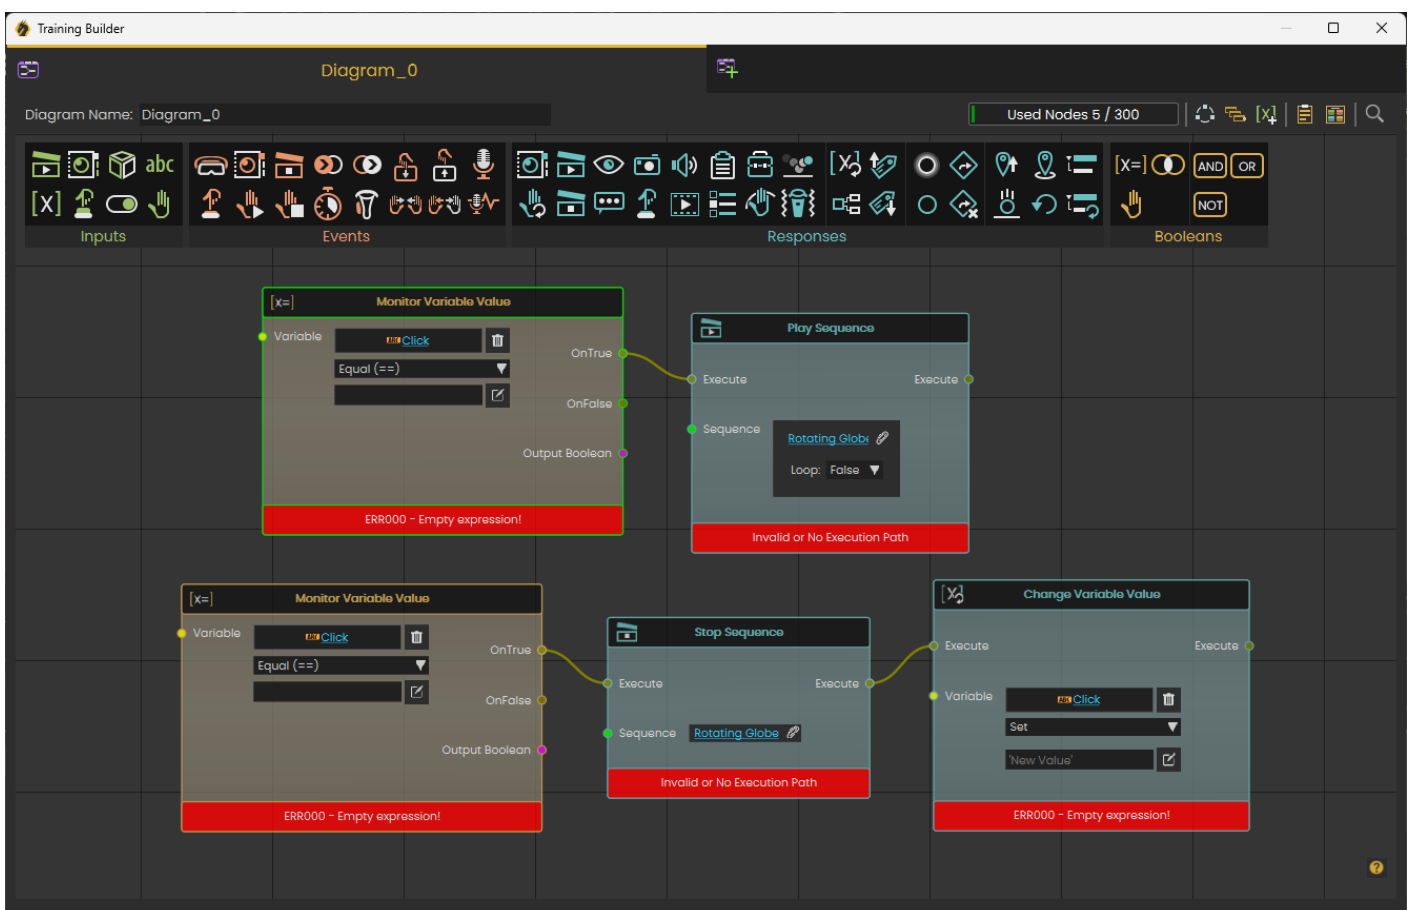 Training Builder
Diagram_0
Diagram Name: Diagram_0
Used Nodes 5 / 300
abc
[X]
[X=]
AND
OR
NOT
Inputs
Events
Responses
Booleans
[x=] Monitor Variable Value
Variable
ABC Click
Equal (==)
OnTrue
OnFalse
Output Boolean
ERR000 - Empty expression!
Play Sequence
Execute
Execute
Sequence
Rotating Globe
Loop: False
Invalid or No Execution Path
[x=] Monitor Variable Value
Variable
ABC Click
Equal (==)
OnTrue
OnFalse
Output Boolean
ERR000 - Empty expression!
Stop Sequence
Execute
Execute
Sequence
Rotating Globe
Invalid or No Execution Path
Change Variable Value
Execute
Execute
Variable
ABC Click
Set
'New Value'
ERR000 - Empty expression!
?